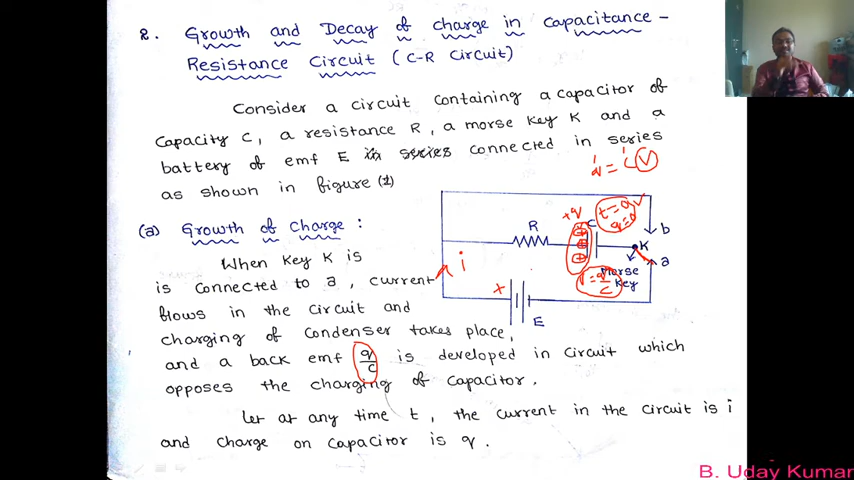 2. Growth and Decay of charge in Capacitance -
Resistance Circuit (C-R Circuit)
Consider a circuit containing a capacitor of
Capacity C, a resistance R, a morse key K and a
battery of emf E connected in series
as shown in figure (1)
q = CV
(a) Growth of Charge :
When Key K is
is connected to a, current
flows in the circuit and
charging of condenser takes place,
and a back emf q/C is developed in circuit which
opposes the charging of capacitor.
Let at any time t, the current in the circuit is i
and charge on capacitor is q.
R
+q
C
t=0
q=0
b
K
a
Morse
Key
V=q/C
i
+
E
B. Uday Kumar